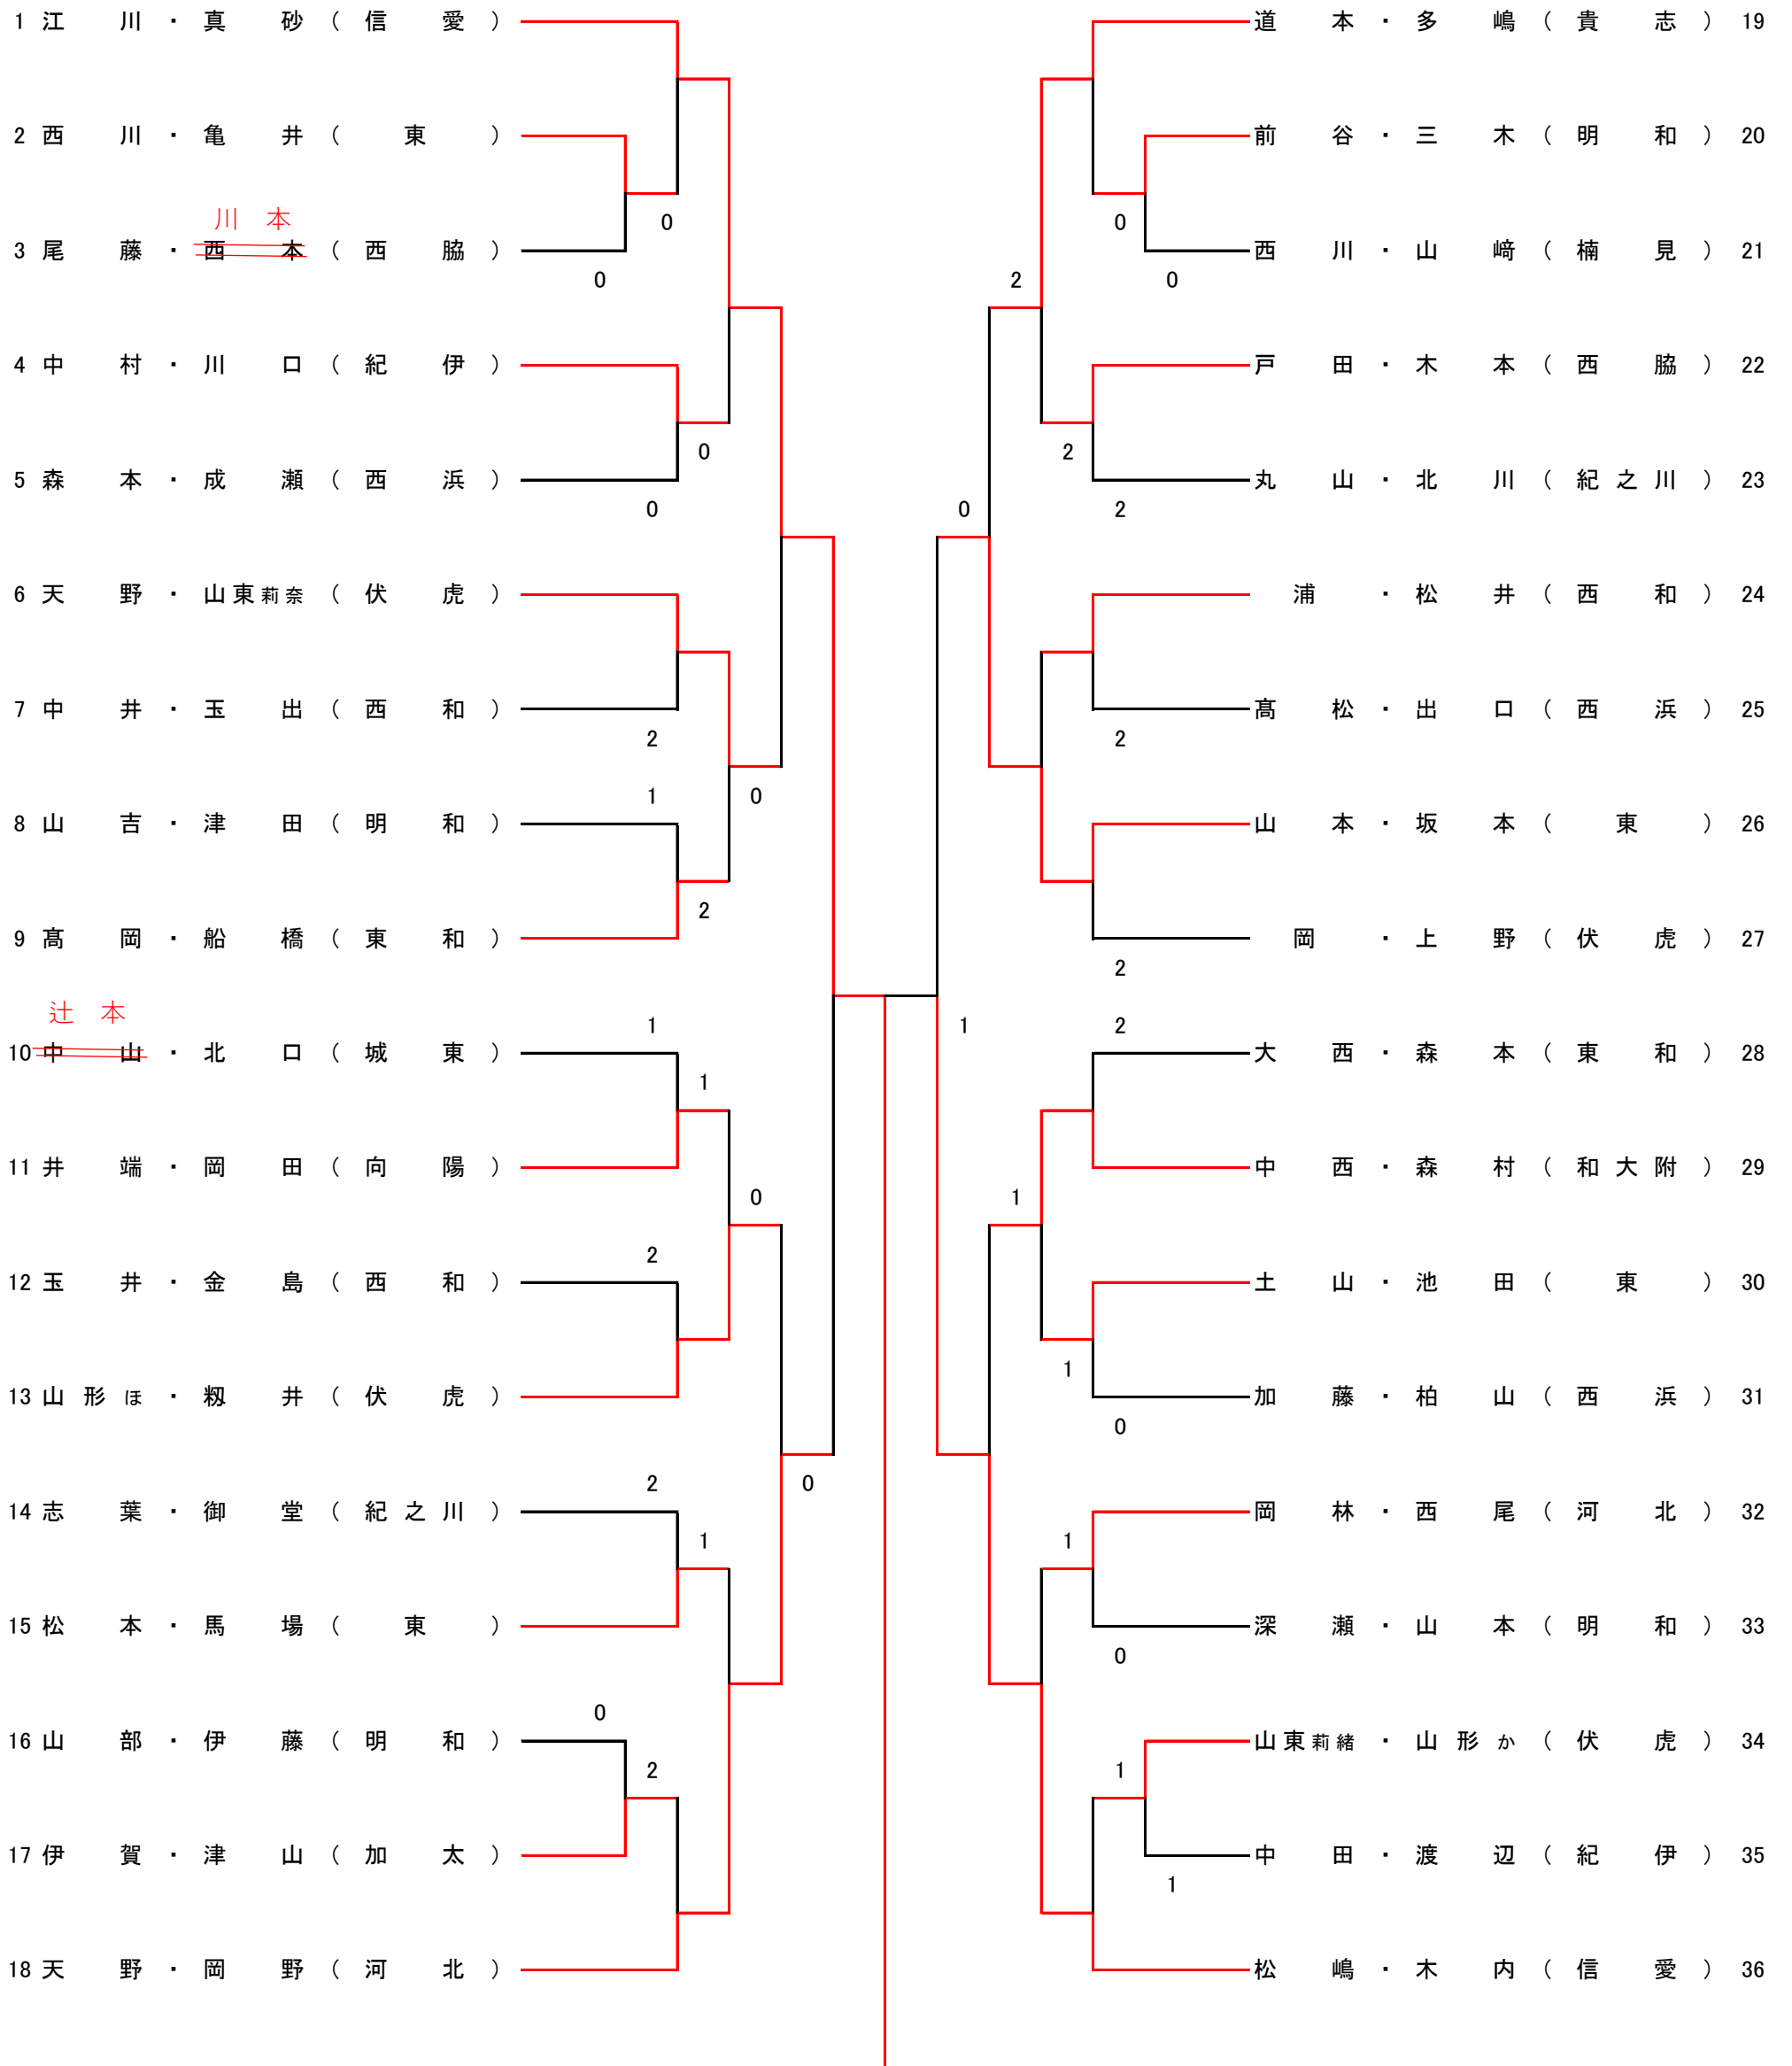 1 江川・真砂（信愛）
2 西川・亀井（東）
0
川本
3 尾藤・西本（西脇）
0
4 中村・川口（紀伊）
0
5 森本・成瀬（西浜）
0
6 天野・山東莉奈（伏虎）
7 中井・玉出（西和）
2
1
0
8 山吉・津田（明和）
2
9 髙岡・船橋（東和）
辻本
1
10 中山・北口（城東）
1
11 井端・岡田（向陽）
0
2
12 玉井・金島（西和）
13 山形ほ・籾井（伏虎）
0
2
14 志葉・御堂（紀之川）
1
15 松本・馬場（東）
0
16 山部・伊藤（明和）
2
17 伊賀・津山（加太）
18 天野・岡野（河北）
道本・多嶋（貴志）19
前谷・三木（明和）20
0
西川・山﨑（楠見）21
2
0
戸田・木本（西脇）22
2
丸山・北川（紀之川）23
0
2
浦・松井（西和）24
髙松・出口（西浜）25
2
山本・坂本（東）26
岡・上野（伏虎）27
2
1
2
大西・森本（東和）28
中西・森村（和大附）29
1
土山・池田（東）30
1
加藤・柏山（西浜）31
0
岡林・西尾（河北）32
1
深瀬・山本（明和）33
0
山東莉緒・山形か（伏虎）34
1
中田・渡辺（紀伊）35
1
松嶋・木内（信愛）36